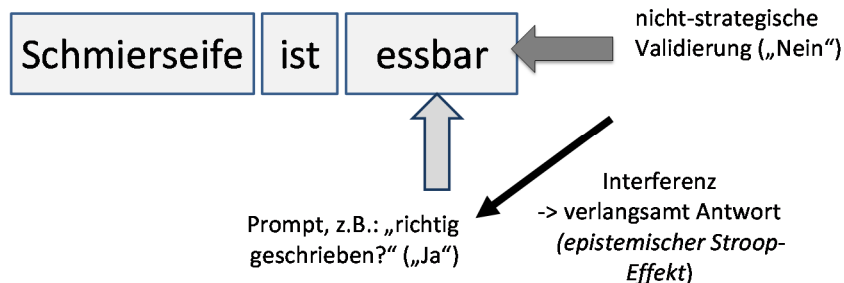 Schmierseife ist essbar
nicht-strategische
Validierung („Nein“)
Interferenz
-> verlangsamt Antwort
(epistemischer Stroop-
Effekt)
Prompt, z.B.: „richtig
geschrieben?“ („Ja“)